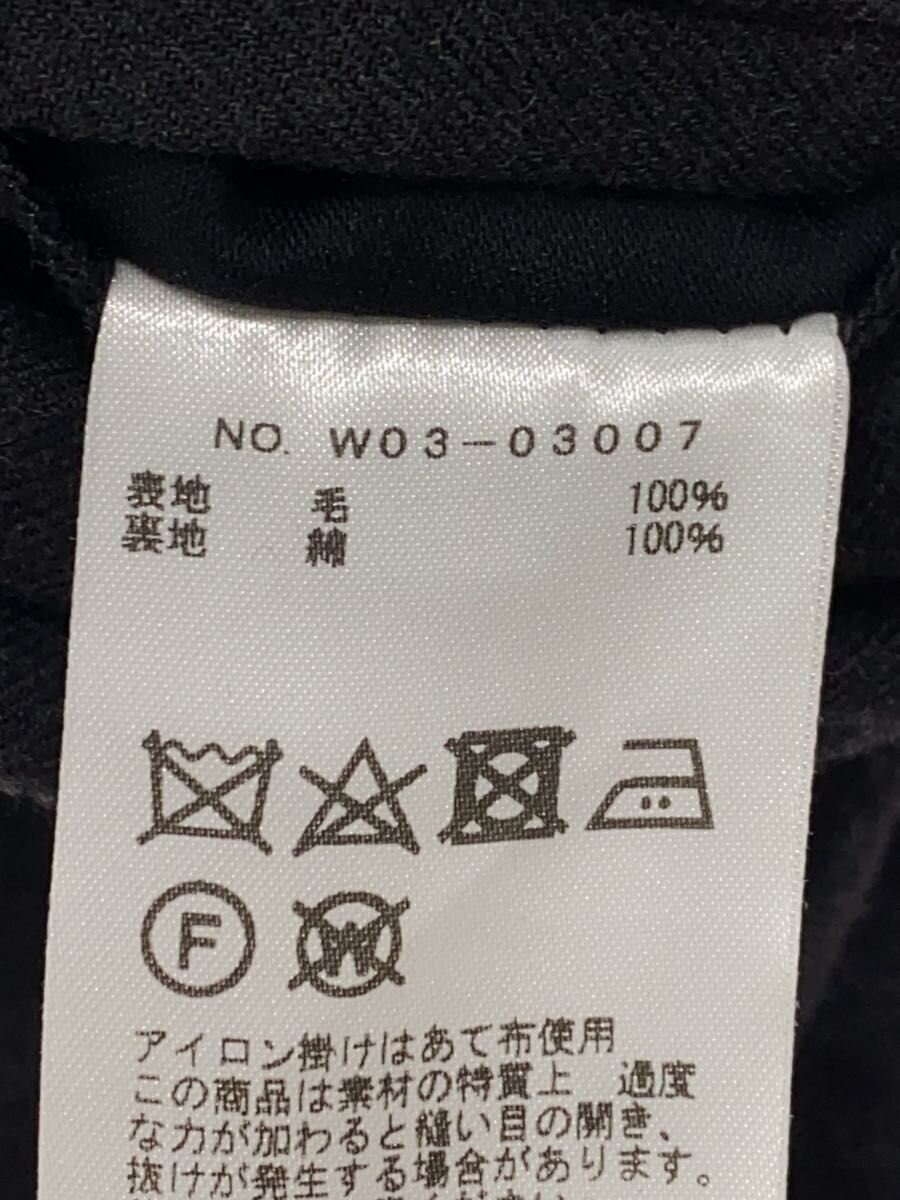 NO. W03-03007
表地 毛 100%
裏地 綿 100%
F
W
アイロン掛けはあて布使用
この商品は素材の特質上 過度
な力が加わると縫い目の開き、
抜けが発生する場合があります。